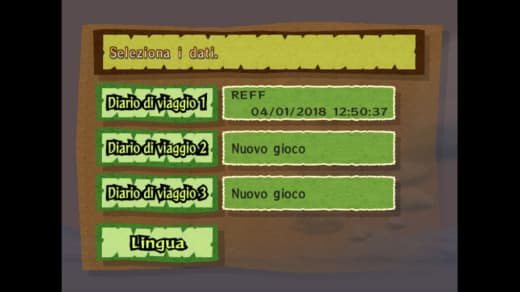 Seleziona i dati.
Diario di viaggio 1
REFF
04/01/2018 12:50:37
Diario di viaggio 2
Nuovo gioco
Diario di viaggio 3
Nuovo gioco
Lingua